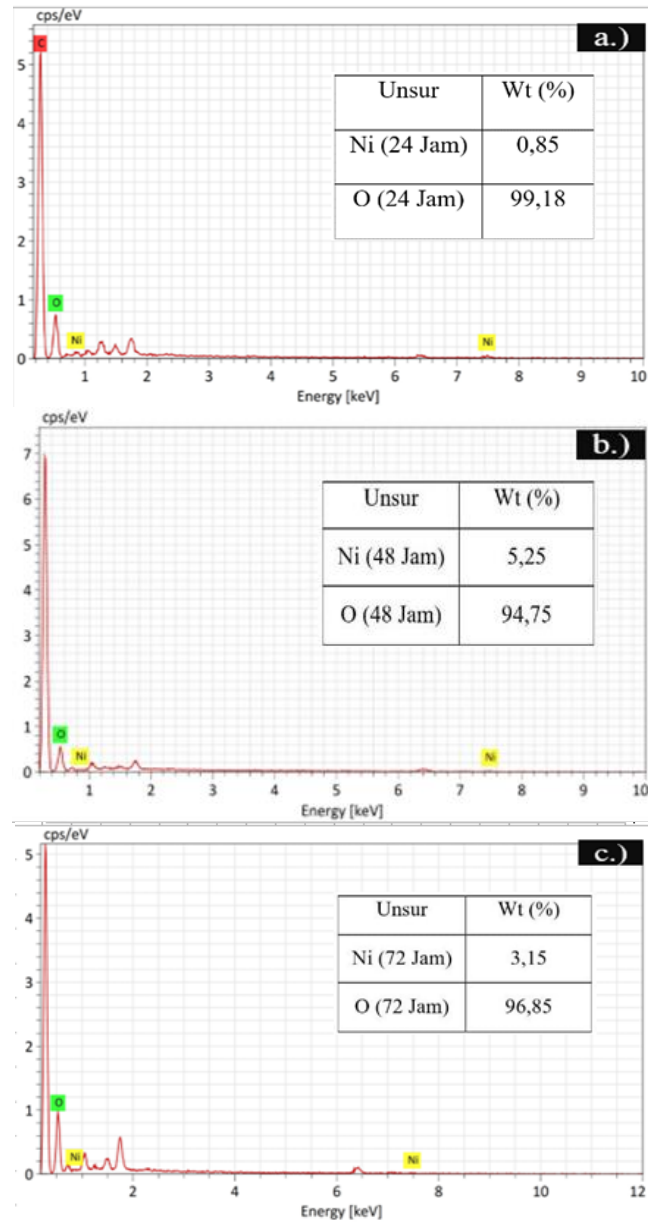 cps/eV
a.)
C
5
Unsur Wt (%)
4
Ni (24 Jam) 0,85
3
O (24 Jam) 99,18
2
1
O
Ni Ni
0
1 2 3 4 5 6 7 8 9 10
Energy [keV]
cps/eV
b.)
7
6
Unsur Wt (%)
5
Ni (48 Jam) 5,25
4
O (48 Jam) 94,75
3
2
1
O
Ni Ni
0
1 2 3 4 5 6 7 8 9 10
Energy [keV]
cps/eV
c.)
5
Unsur Wt (%)
4
Ni (72 Jam) 3,15
3
O (72 Jam) 96,85
2
1
O
Ni Ni
0
2 4 6 8 10 12
Energy [keV]